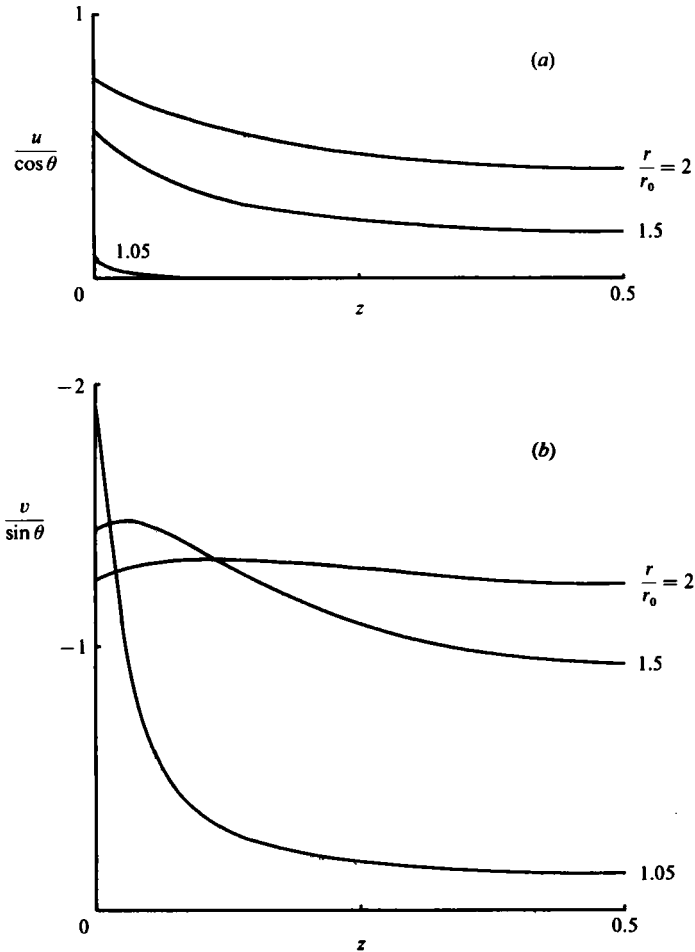 1
(a)
u
cos θ
r
r₀ = 2
1.5
1.05
0
z
0.5
−2
(b)
v
sin θ
r
r₀ = 2
−1
1.5
1.05
0
z
0.5